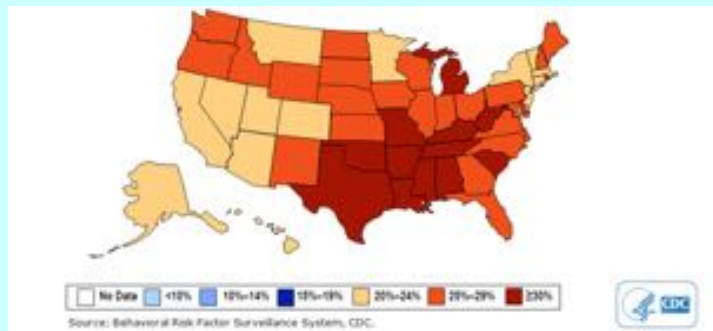 No Data <10% 10%–14% 15%–19% 20%–24% 25%–29% ≥30%
Source: Behavioral Risk Factor Surveillance System, CDC.
CDC